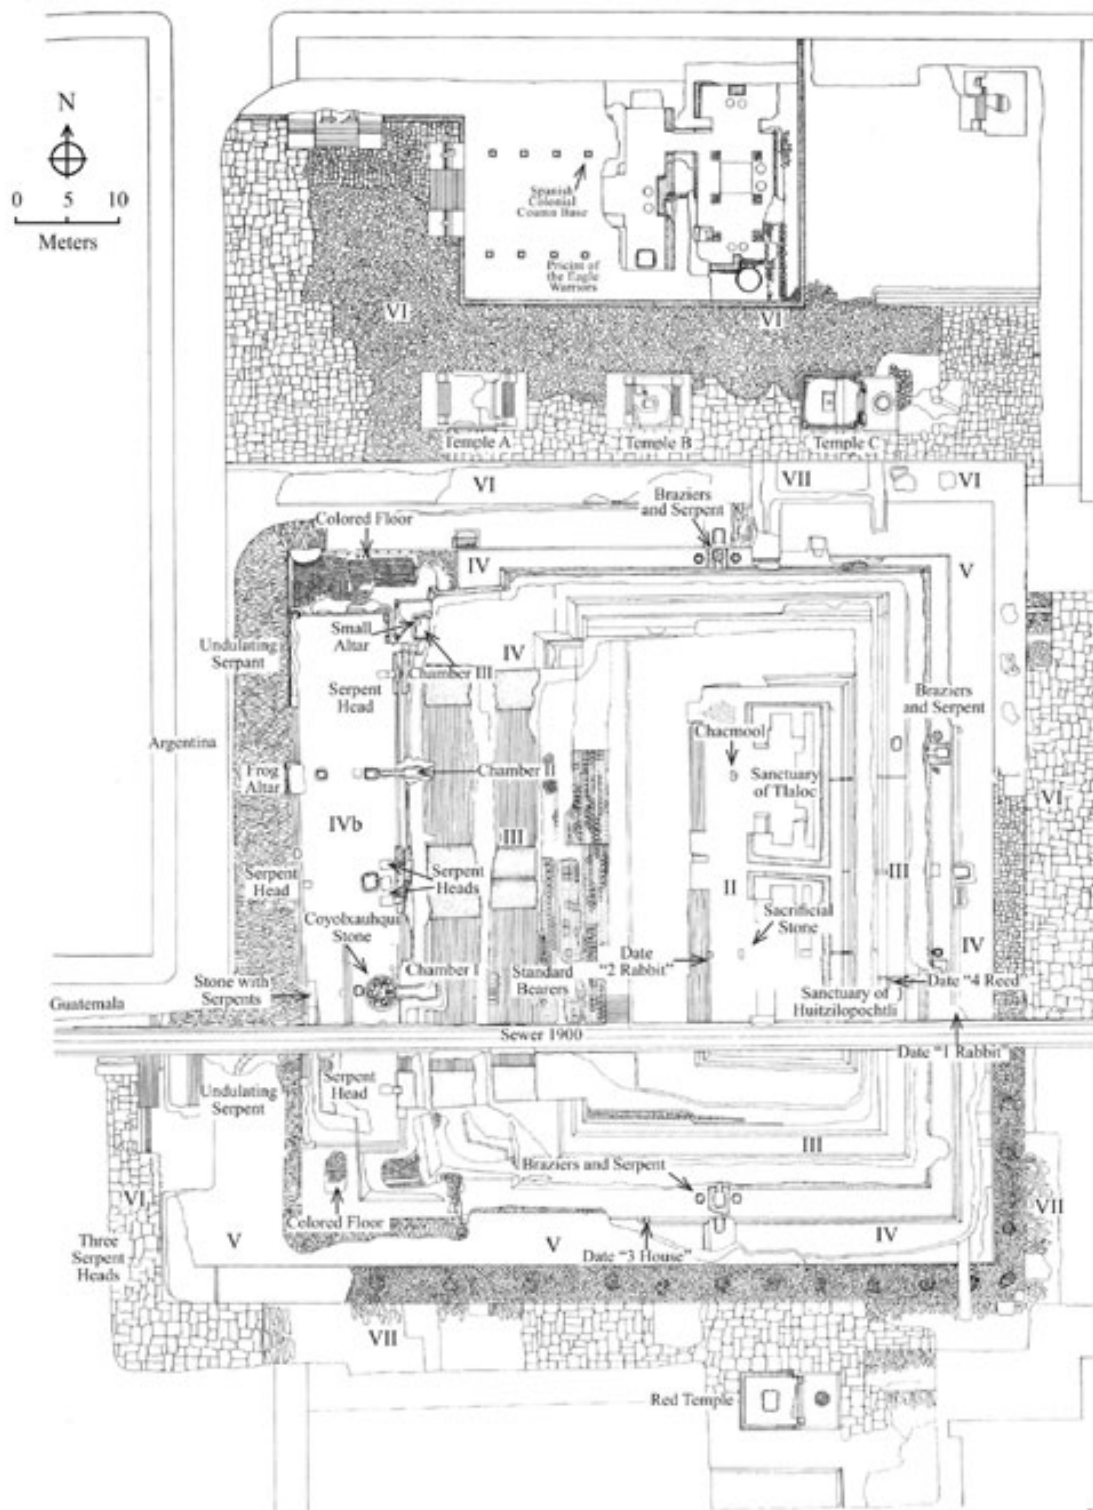 N
0 5 10
Meters
Spanish
Colonial
Coumn Base
Pricint of
the Eagle
Warriors
VI
VI
Temple A
Temple B
Temple C
VI
VII
VI
Braziers
and Serpent
Colored Floor
IV
V
Small
Altar
Undulating
Serpant
IV
Chamber III
Serpent
Head
Braziers
and Serpent
Chacmool
Argentina
Frog
Altar
Chamber II
Sanctuary
of Tlaloc
VI
IVb
III
Serpent
Head
Serpent
Heads
II
III
Coyolxauhqui
Stone
Sacrificial
Stone
Date
"2 Rabbit"
IV
Stone with
Serpents
Chamber I
Standard
Bearers
Date "4 Reed
Guatemala
Sanctuary of
Huitzilopochtli
Sewer 1900
Date "1 Rabbit"
Undulating
Serpent
Serpent
Head
III
Braziers and Serpent
VI
VII
Colored Floor
V
V
IV
Three
Serpent
Heads
Date "3 House"
VII
Red Temple